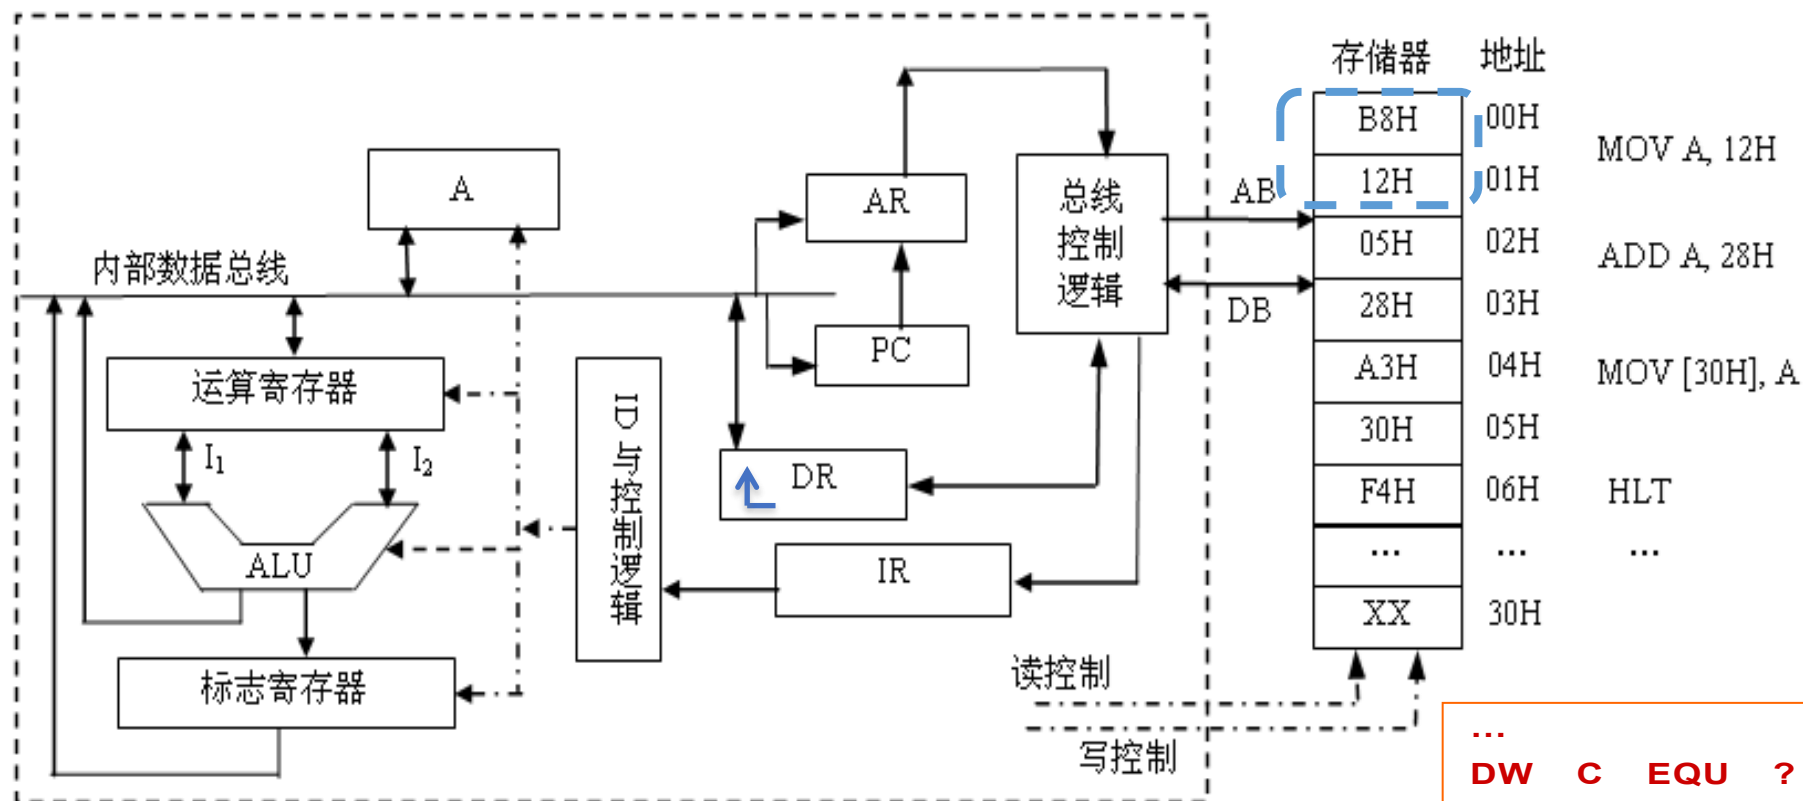 存储器 地址
B8H 00H
MOV A, 12H
12H 01H
05H 02H
ADD A, 28H
28H 03H
A3H 04H
MOV [30H], A
30H 05H
F4H 06H HLT
... ... ...
XX 30H
A
AR
总线控制逻辑
AB
DB
内部数据总线
PC
运算寄存器
I1 I2
ID与控制逻辑
DR
ALU
IR
标志寄存器
读控制
写控制
...
DW C EQU ?